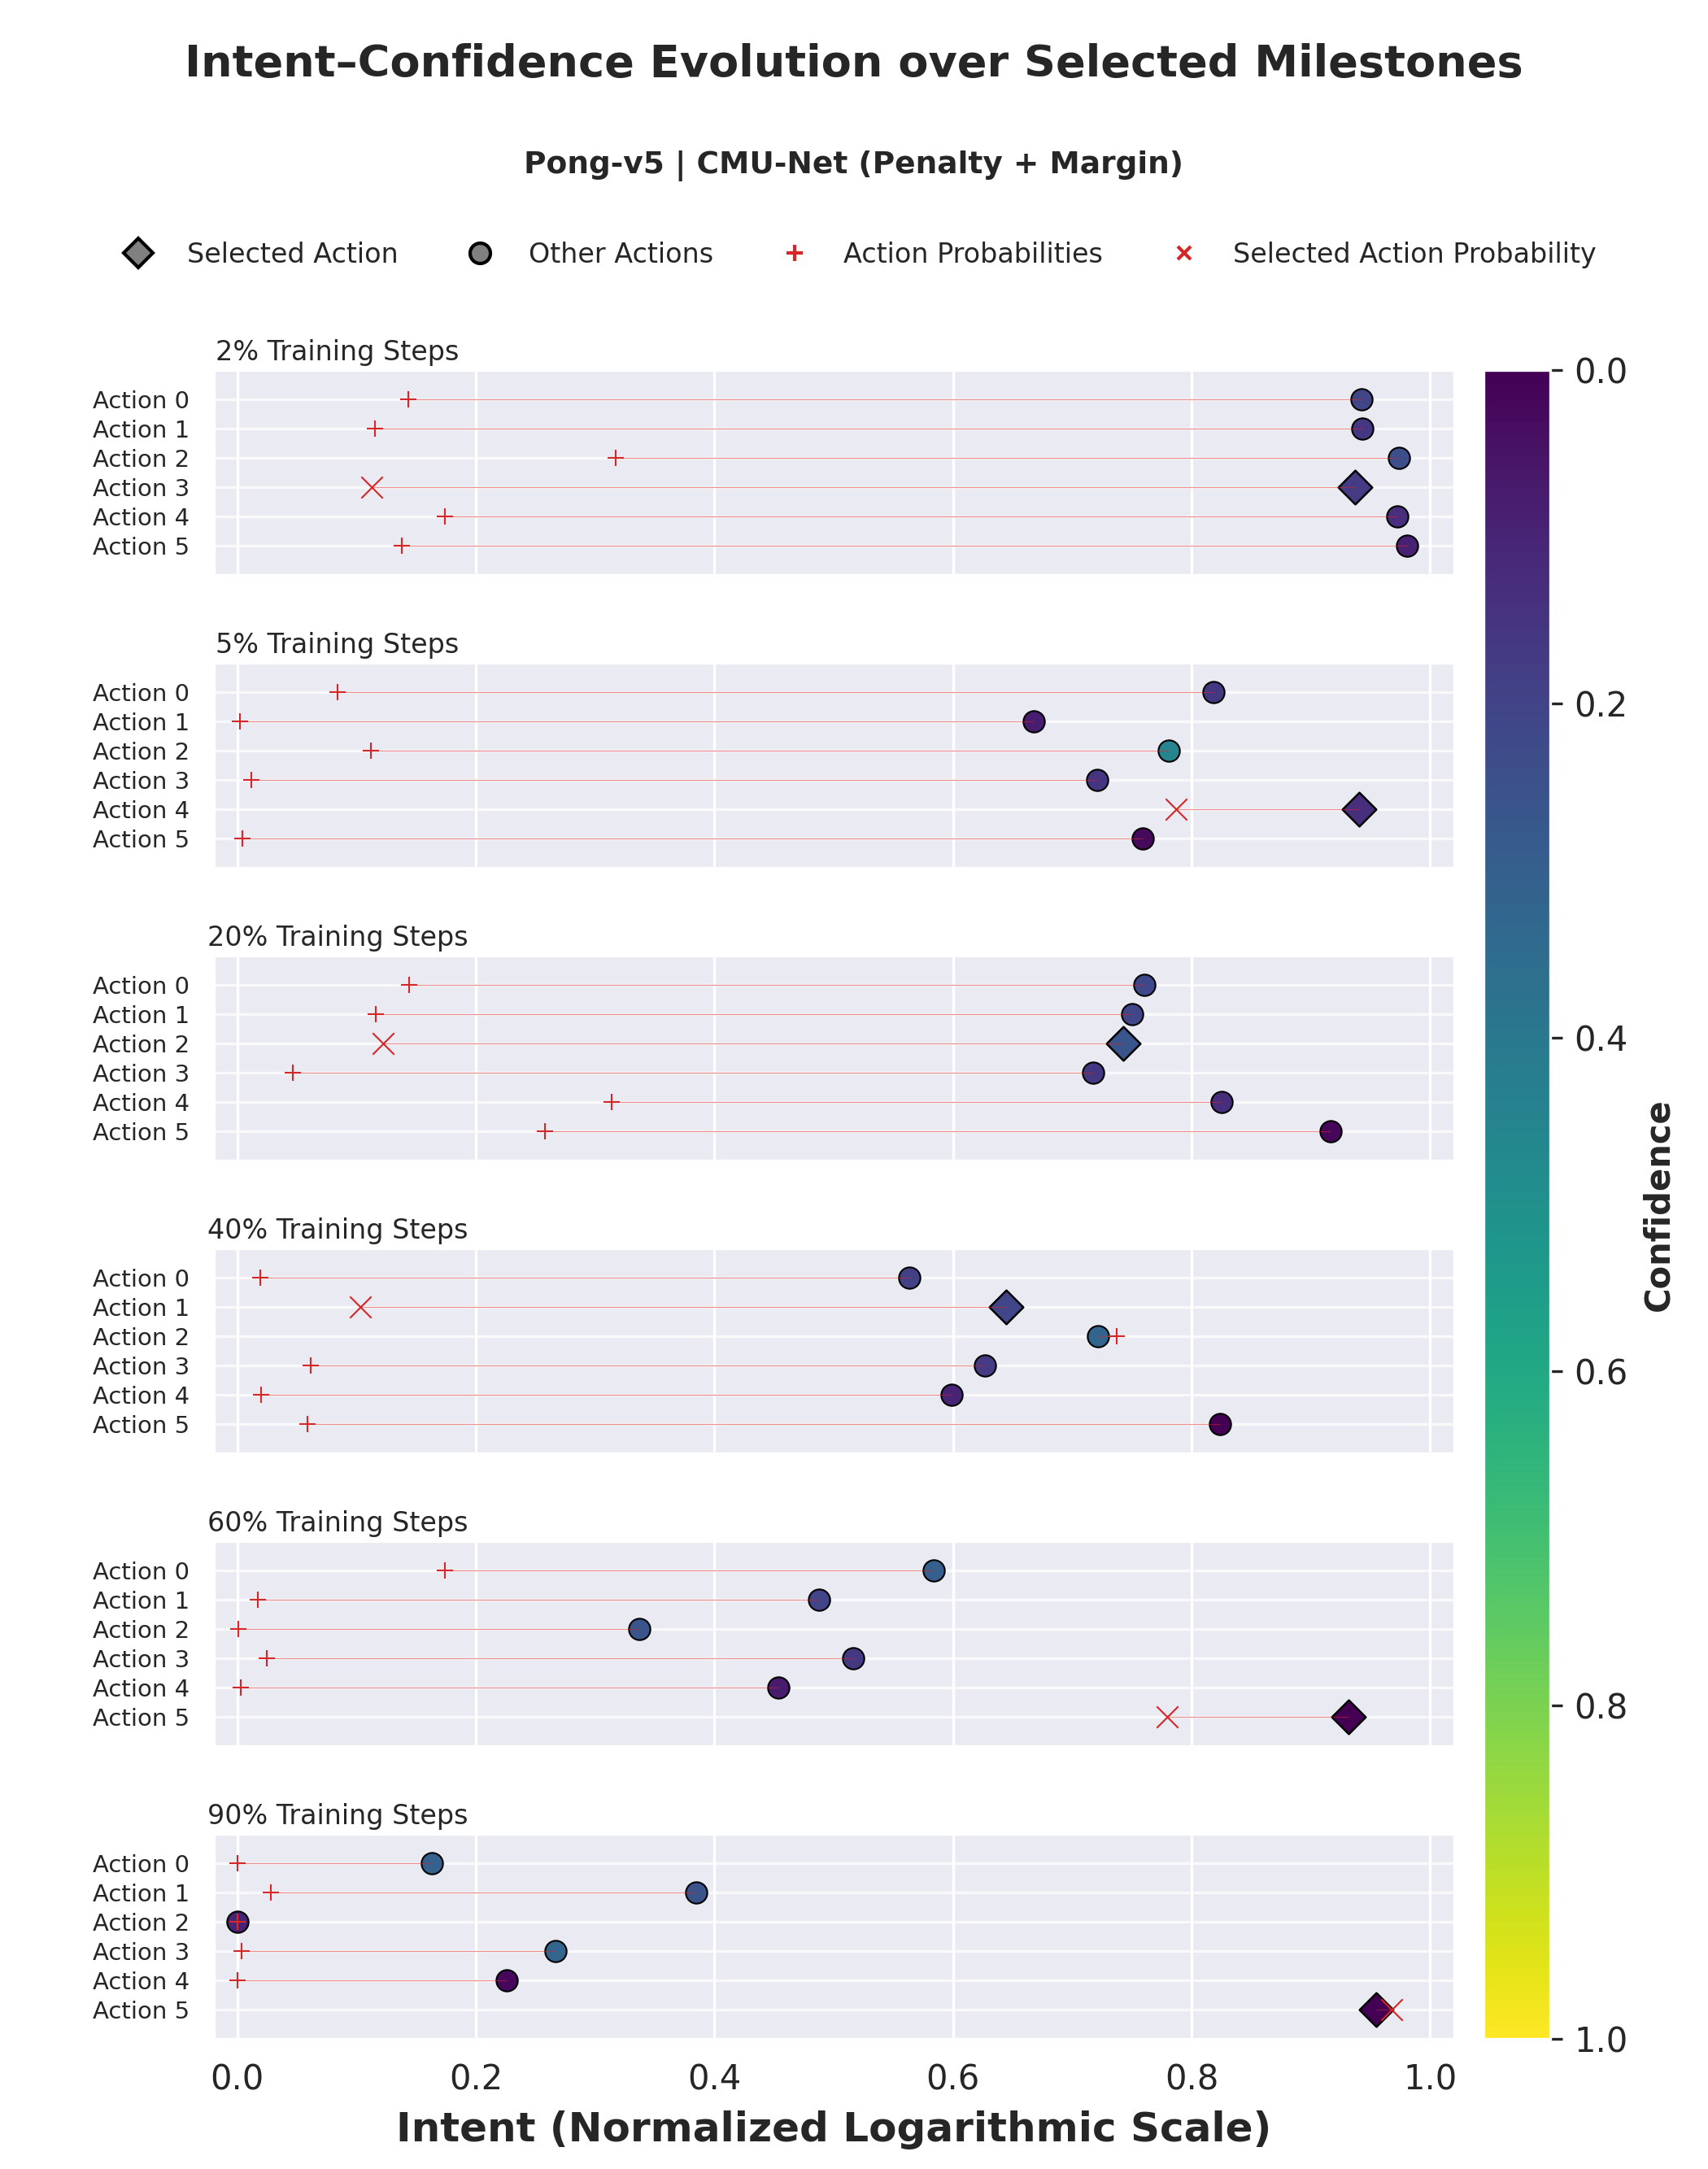 Intent–Confidence Evolution over Selected Milestones
Pong-v5 | CMU-Net (Penalty + Margin)
Selected Action Other Actions Action Probabilities Selected Action Probability
2% Training Steps
Action 0
Action 1
Action 2
Action 3
Action 4
Action 5
5% Training Steps
Action 0
Action 1
Action 2
Action 3
Action 4
Action 5
20% Training Steps
Action 0
Action 1
Action 2
Action 3
Action 4
Action 5
40% Training Steps
Action 0
Action 1
Action 2
Action 3
Action 4
Action 5
60% Training Steps
Action 0
Action 1
Action 2
Action 3
Action 4
Action 5
90% Training Steps
Action 0
Action 1
Action 2
Action 3
Action 4
Action 5
0.0 0.2 0.4 0.6 0.8 1.0
Intent (Normalized Logarithmic Scale)
0.0
0.2
0.4
0.6
0.8
1.0
Confidence